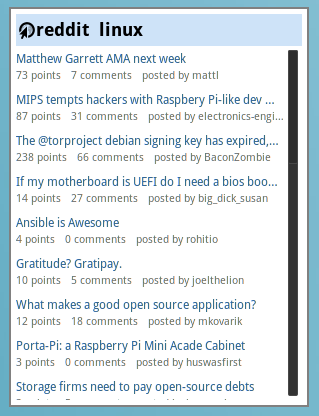 reddit linux
Matthew Garrett AMA next week
73 points 7 comments posted by mattl
MIPS tempts hackers with Raspbery Pi-like dev ...
87 points 31 comments posted by electronics-engi...
The @torproject debian signing key has expired,...
238 points 66 comments posted by BaconZombie
If my motherboard is UEFI do I need a bios boo...
14 points 27 comments posted by big_dick_susan
Ansible is Awesome
4 points 0 comments posted by rohitio
Gratitude? Gratipay.
10 points 5 comments posted by joelthelion
What makes a good open source application?
12 points 18 comments posted by mkovarik
Porta-Pi: a Raspberry Pi Mini Acade Cabinet
3 points 0 comments posted by huswasfirst
Storage firms need to pay open-source debts